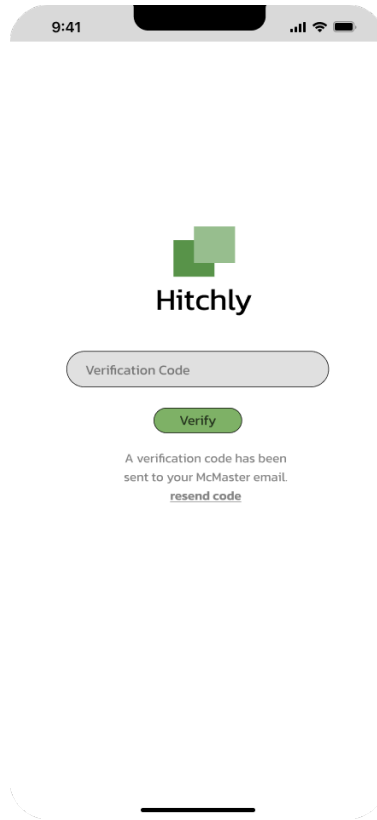 9:41
Hitchly
Verification Code
Verify
A verification code has been
sent to your McMaster email.
resend code